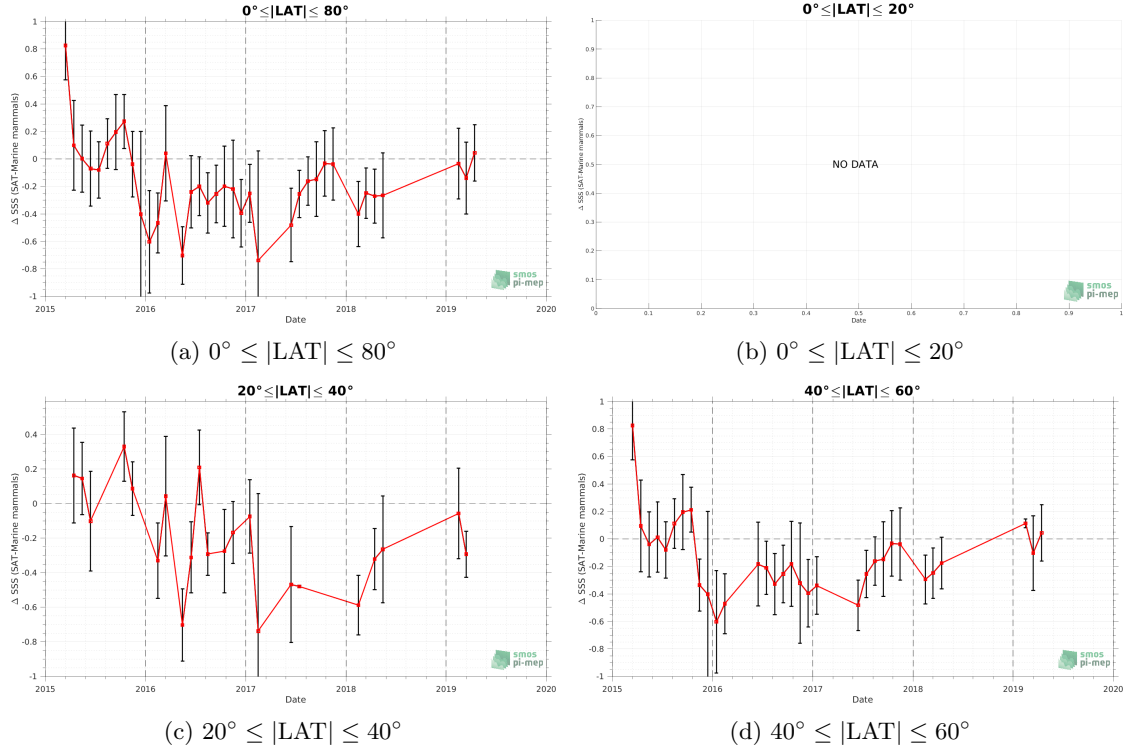 0°≤|LAT|≤ 80°
Δ SSS (SAT-Marine mammals)
1
0.8
0.6
0.4
0.2
0
-0.2
-0.4
-0.6
-0.8
-1
2015 2016 2017 2018 2019 2020
Date
smos
pi-mep
(a) 0° ≤ |LAT| ≤ 80°
0°≤|LAT|≤ 20°
Δ SSS (SAT-Marine mammals)
1
0.9
0.8
0.7
0.6
0.5
0.4
0.3
0.2
0.1
0
NO DATA
0 0.1 0.2 0.3 0.4 0.5 0.6 0.7 0.8 0.9 1
Date
smos
pi-mep
(b) 0° ≤ |LAT| ≤ 20°
20°≤|LAT|≤ 40°
Δ SSS (SAT-Marine mammals)
0.4
0.2
0
-0.2
-0.4
-0.6
-0.8
-1
2015 2016 2017 2018 2019 2020
Date
smos
pi-mep
(c) 20° ≤ |LAT| ≤ 40°
40°≤|LAT|≤ 60°
Δ SSS (SAT-Marine mammals)
1
0.8
0.6
0.4
0.2
0
-0.2
-0.4
-0.6
-0.8
-1
2015 2016 2017 2018 2019 2020
Date
smos
pi-mep
(d) 40° ≤ |LAT| ≤ 60°